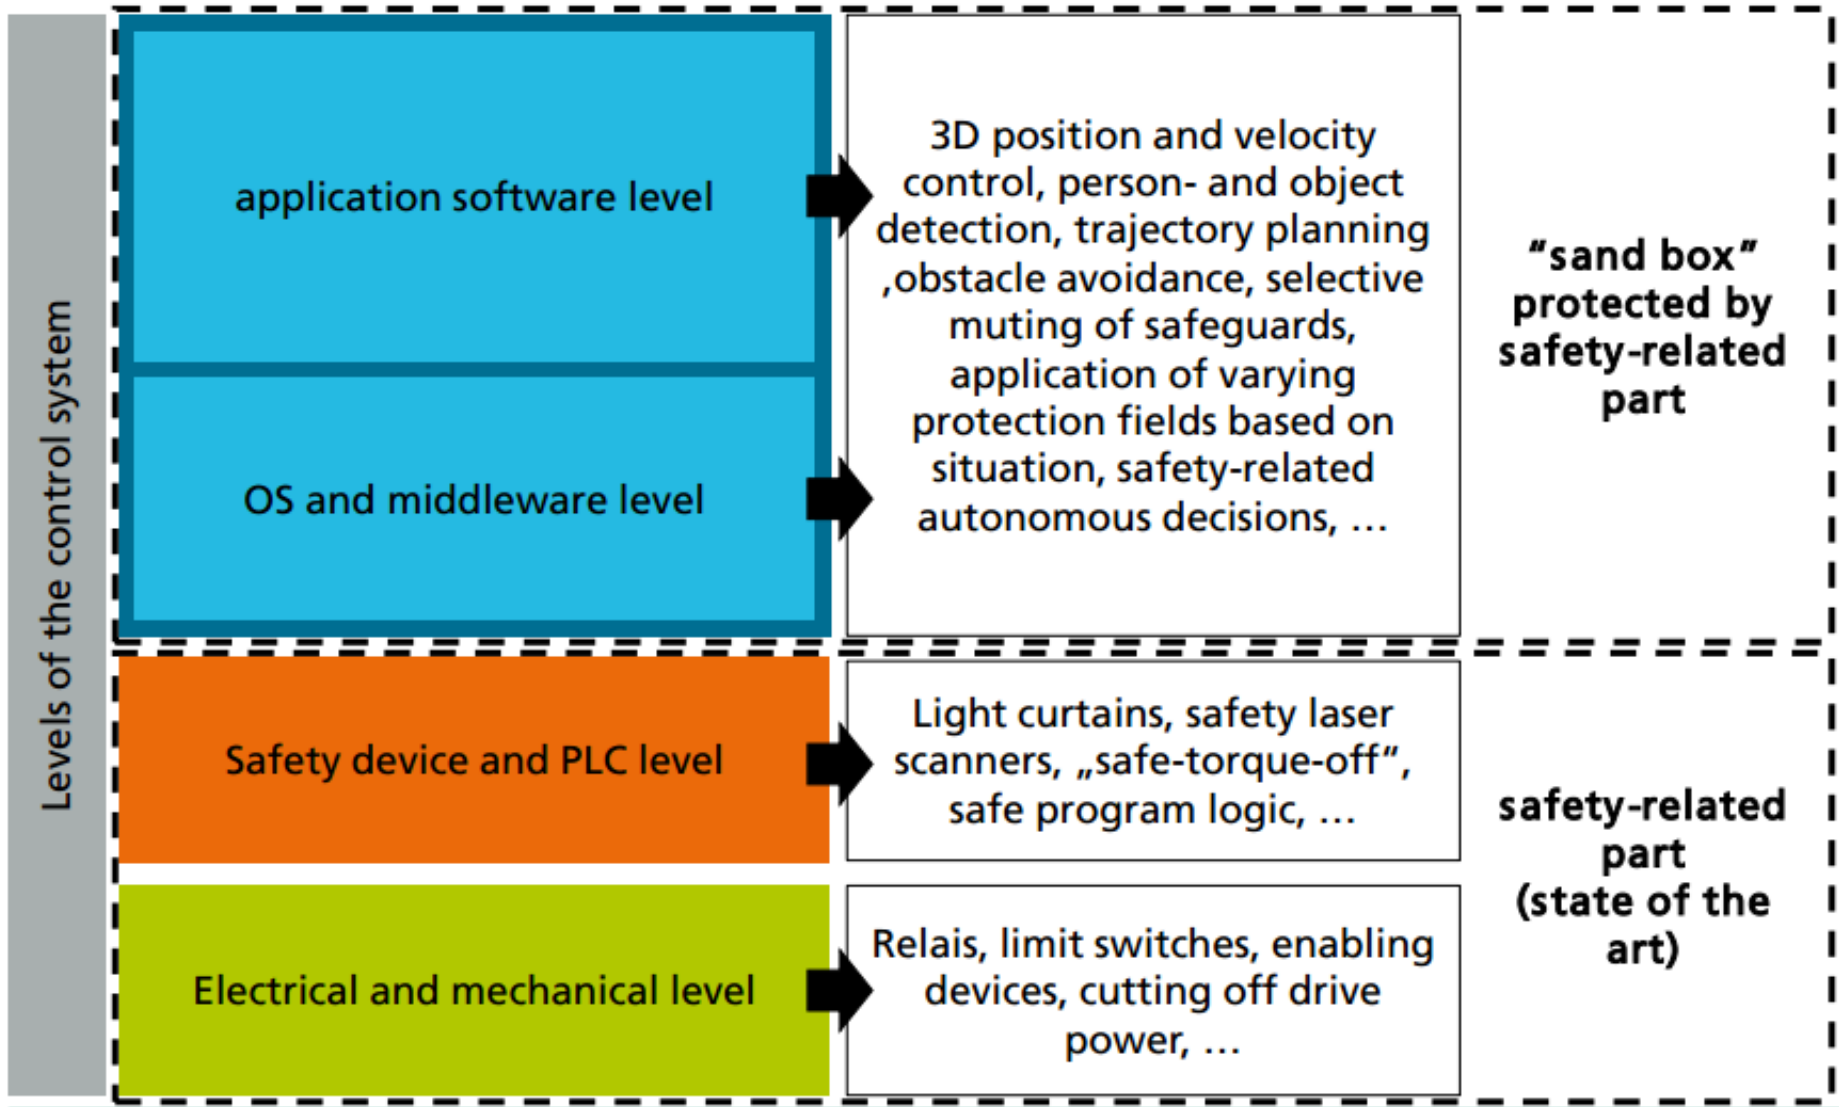 Levels of the control system
application software level
3D position and velocity
control, person- and object
detection, trajectory planning
,obstacle avoidance, selective
muting of safeguards,
application of varying
protection fields based on
situation, safety-related
autonomous decisions, …
“sand box”
protected by
safety-related
part
OS and middleware level
Safety device and PLC level
Light curtains, safety laser
scanners, „safe-torque-off“,
safe program logic, …
safety-related
part
(state of the
art)
Electrical and mechanical level
Relais, limit switches, enabling
devices, cutting off drive
power, …